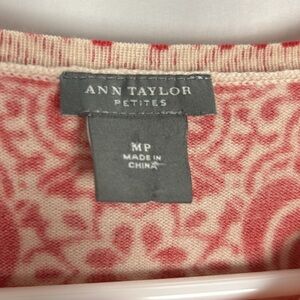 ANN TAYLOR
PETITES
MP
MADE IN
CHINA